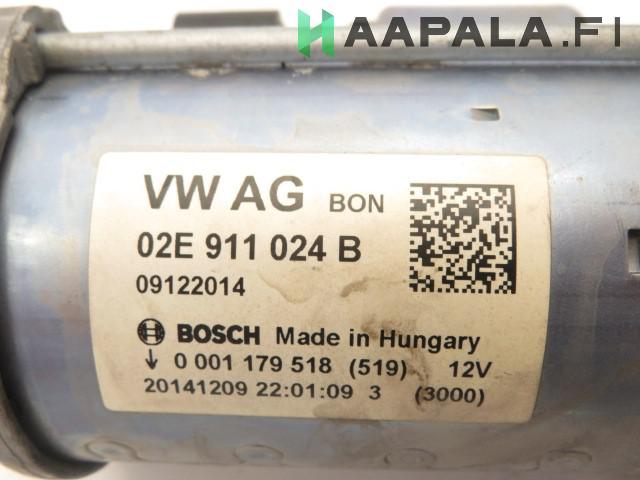 HAAPALA.FI
VW AG BON
02E 911 024 B
09122014
BOSCH Made in Hungary
↓ 0 001 179 518 (519) 12V
20141209 22:01:09 3 (3000)